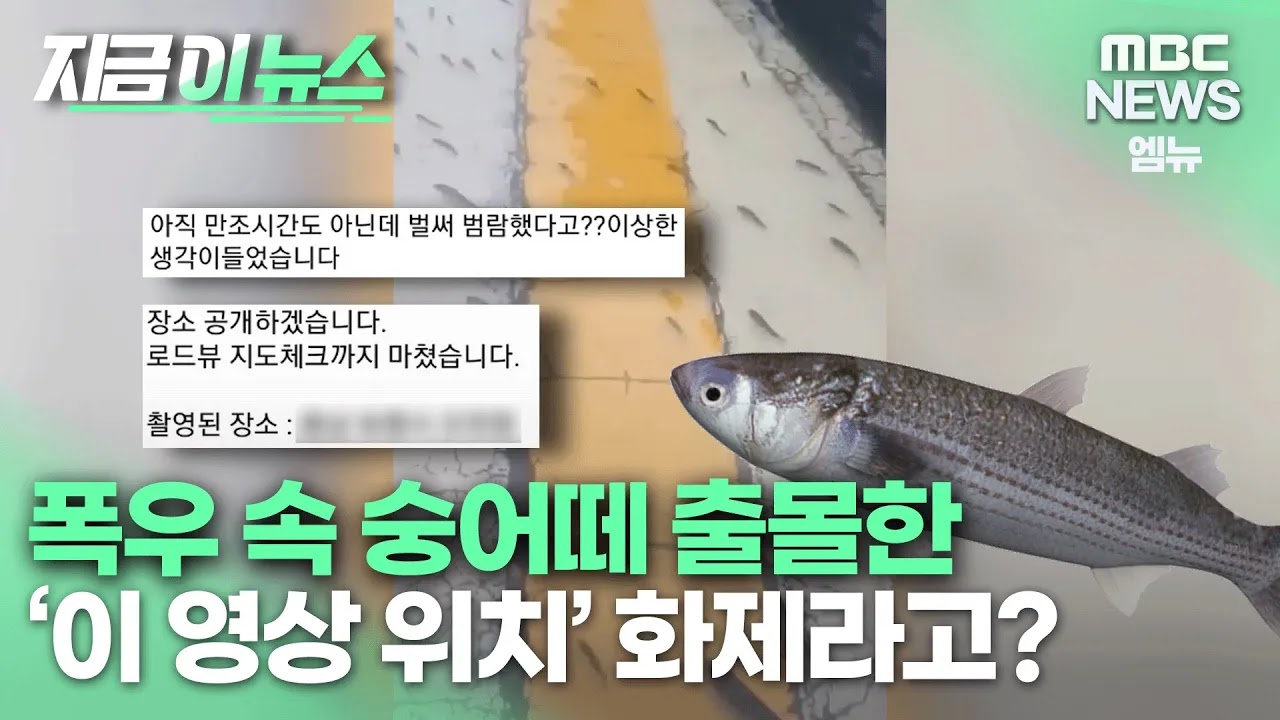 지금 이 뉴스
MBC
NEWS
엠뉴
아직 만조시간도 아닌데 벌써 범람했다고??이상한
생각이들었습니다
장소 공개하겠습니다.
로드뷰 지도체크까지 마쳤습니다.
촬영된 장소 :
폭우 속 숭어떼 출몰한
‘이 영상 위치’ 화제라고?